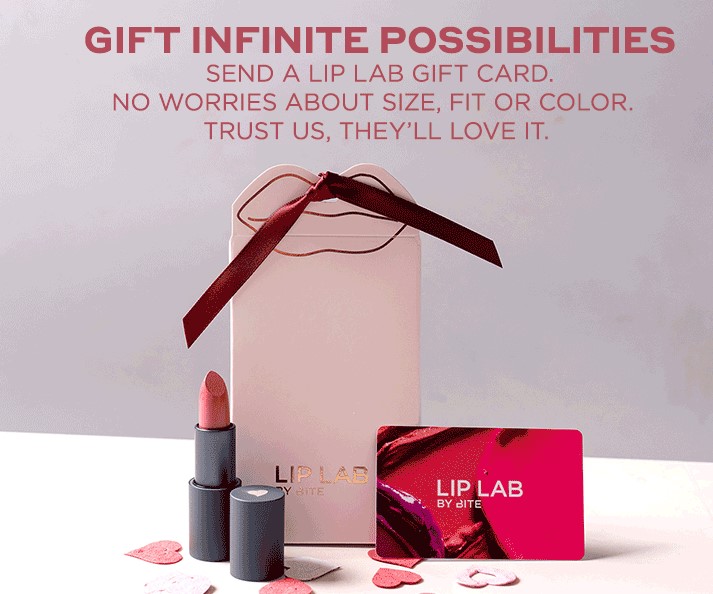 GIFT INFINITE POSSIBILITIES
SEND A LIP LAB GIFT CARD.
NO WORRIES ABOUT SIZE, FIT OR COLOR.
TRUST US, THEY'LL LOVE IT.
LIP LAB
BY BITE
LIP LAB
BY BITE